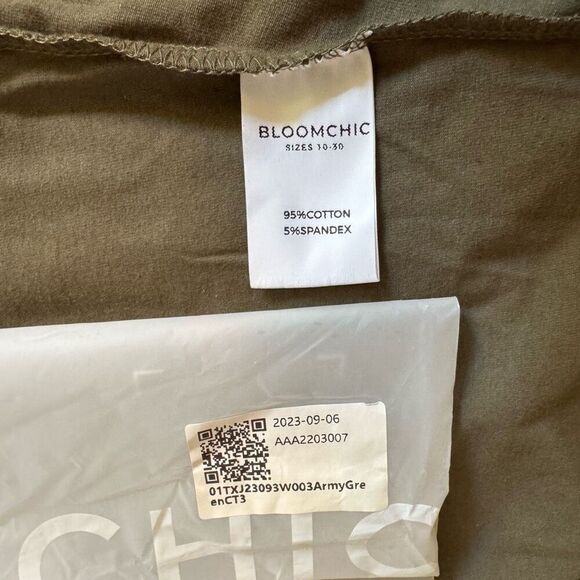 BLOOMCHIC
SIZES 10-30
95%COTTON
5%SPANDEX
2023-09-06
AAA2203007
01TXJ23093W003ArmyGre
enCT3
CHIC